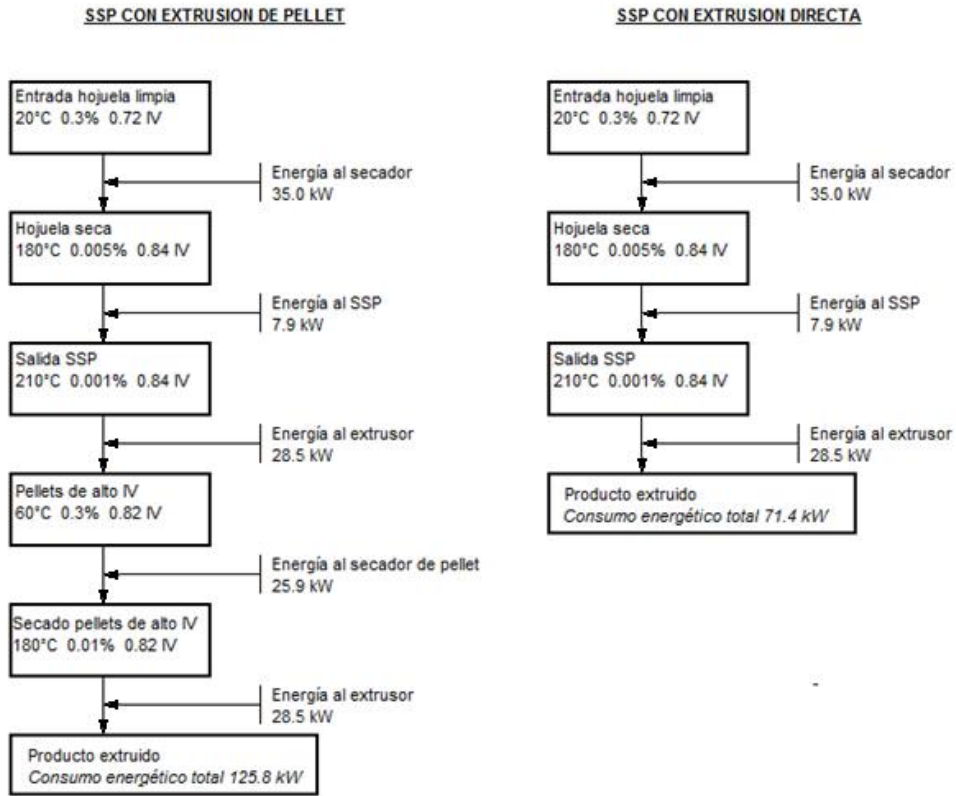 SSP CON EXTRUSION DE PELLET
Entrada hojuela limpia
20°C 0.3% 0.72 IV
Energía al secador
35.0 kW
Hojuela seca
180°C 0.005% 0.84 IV
Energía al SSP
7.9 kW
Salida SSP
210°C 0.001% 0.84 IV
Energía al extrusor
28.5 kW
Pellets de alto IV
60°C 0.3% 0.82 IV
Energía al secador de pellet
25.9 kW
Secado pellets de alto IV
180°C 0.01% 0.82 IV
Energía al extrusor
28.5 kW
Producto extruido
Consumo energético total 125.8 kW
SSP CON EXTRUSION DIRECTA
Entrada hojuela limpia
20°C 0.3% 0.72 IV
Energía al secador
35.0 kW
Hojuela seca
180°C 0.005% 0.84 IV
Energía al SSP
7.9 kW
Salida SSP
210°C 0.001% 0.84 IV
Energía al extrusor
28.5 kW
Producto extruido
Consumo energético total 71.4 kW
-